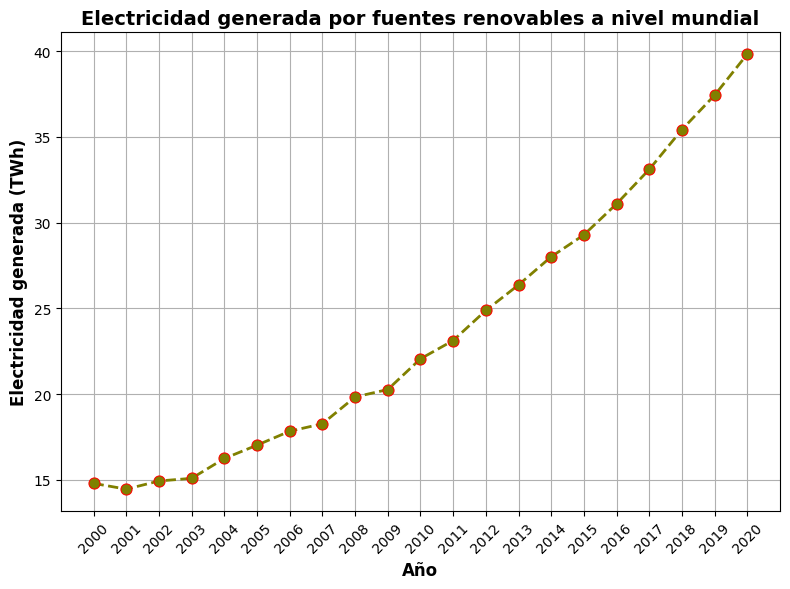 Electricidad generada por fuentes renovables a nivel mundial
Electricidad generada (TWh)
40
35
30
25
20
15
2000 2001 2002 2003 2004 2005 2006 2007 2008 2009 2010 2011 2012 2013 2014 2015 2016 2017 2018 2019 2020
Año